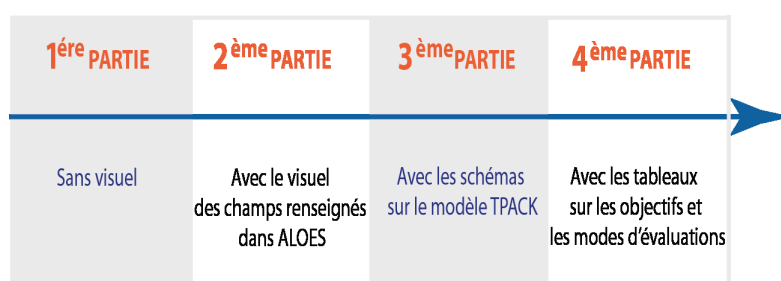 1ére PARTIE
2ème PARTIE
3ème PARTIE
4ème PARTIE
Sans visuel
Avec le visuel
des champs renseignés
dans ALOES
Avec les schémas
sur le modèle TPACK
Avec les tableaux
sur les objectifs et
les modes d'évaluations